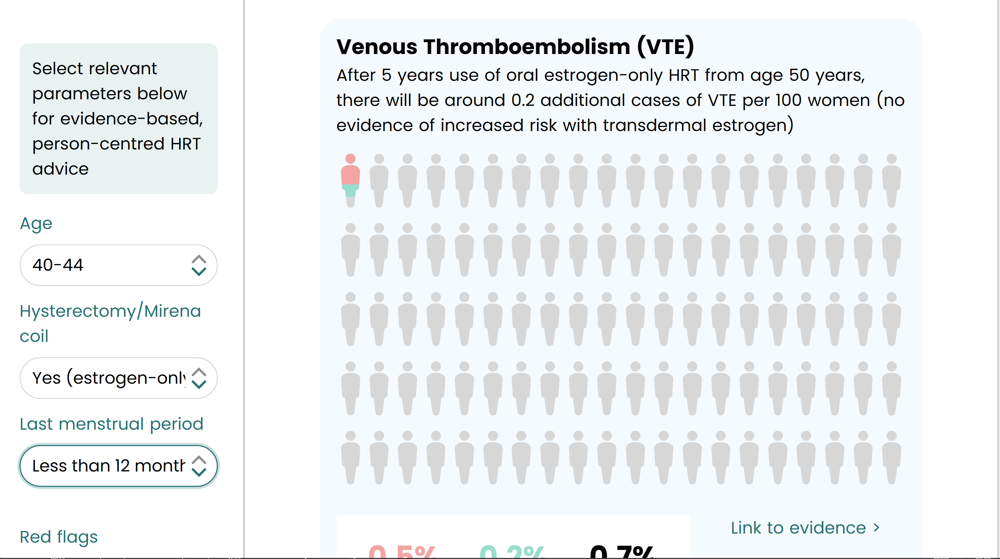 Select relevant
parameters below
for evidence-based,
person-centred HRT
advice
Age
40-44
Hysterectomy/Mirena
coil
Yes (estrogen-only
Last menstrual period
Less than 12 month
Red flags
Venous Thromboembolism (VTE)
After 5 years use of oral estrogen-only HRT from age 50 years,
there will be around 0.2 additional cases of VTE per 100 women (no
evidence of increased risk with transdermal estrogen)
0.5% 0.2% 0.7%
Link to evidence >